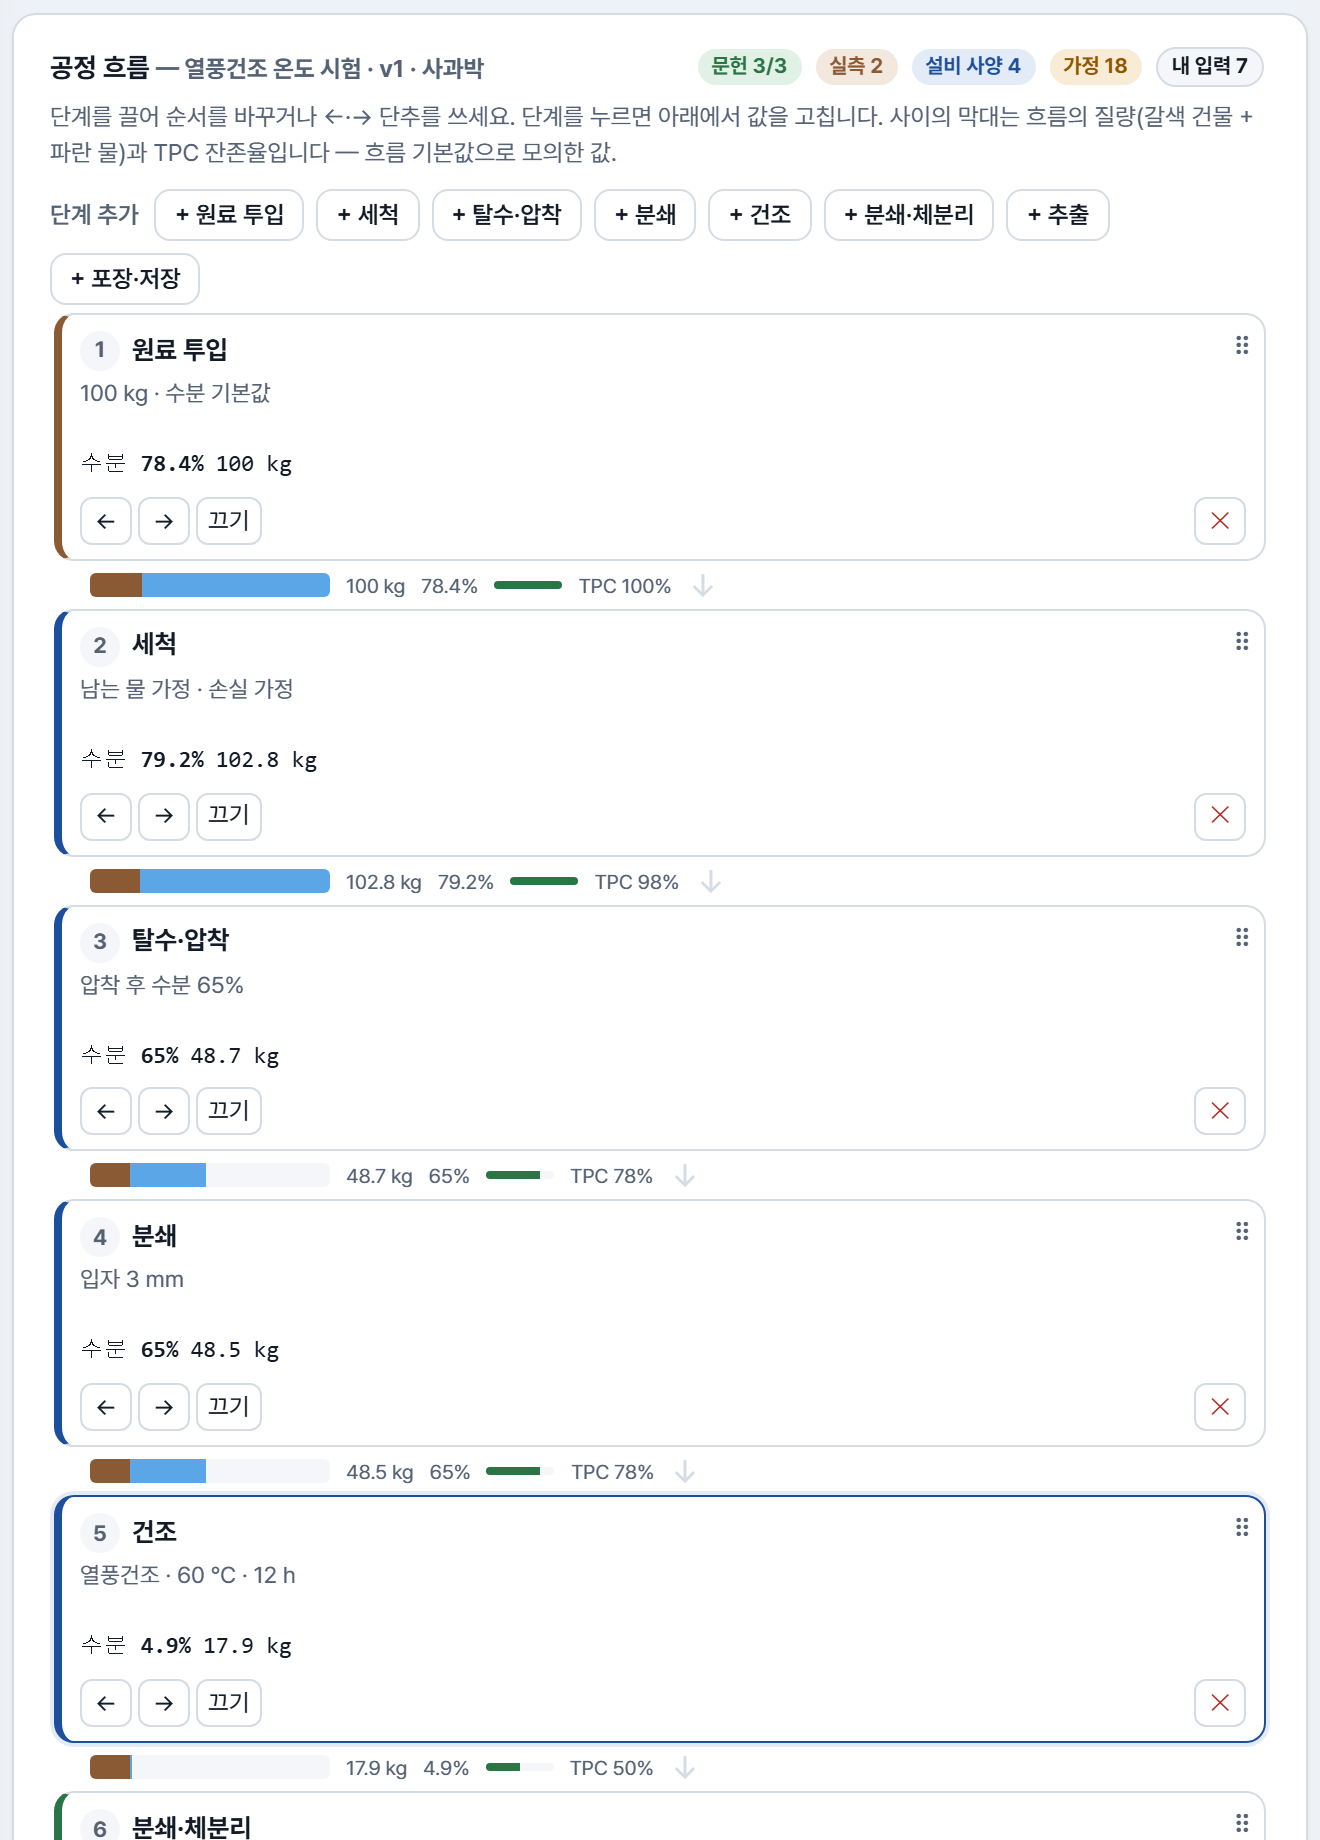 공정 흐름 — 열풍건조 온도 시험 · v1 · 사과박
문헌 3/3 실측 2 설비 사양 4 가정 18 내 입력 7
단계를 끌어 순서를 바꾸거나 ←·→ 단추를 쓰세요. 단계를 누르면 아래에서 값을 고칩니다. 사이의 막대는 흐름의 질량(갈색 건물 +
파란 물)과 TPC 잔존율입니다 — 흐름 기본값으로 모의한 값.
단계 추가 + 원료 투입 + 세척 + 탈수·압착 + 분쇄 + 건조 + 분쇄·체분리 + 추출
+ 포장·저장
1 원료 투입
100 kg · 수분 기본값
수분 78.4% 100 kg
← → 끄기 ×
100 kg 78.4% TPC 100% ↓
2 세척
남는 물 가정 · 손실 가정
수분 79.2% 102.8 kg
← → 끄기 ×
102.8 kg 79.2% TPC 98% ↓
3 탈수·압착
압착 후 수분 65%
수분 65% 48.7 kg
← → 끄기 ×
48.7 kg 65% TPC 78% ↓
4 분쇄
입자 3 mm
수분 65% 48.5 kg
← → 끄기 ×
48.5 kg 65% TPC 78% ↓
5 건조
열풍건조 · 60 °C · 12 h
수분 4.9% 17.9 kg
← → 끄기 ×
17.9 kg 4.9% TPC 50% ↓
6 분쇄·체분리